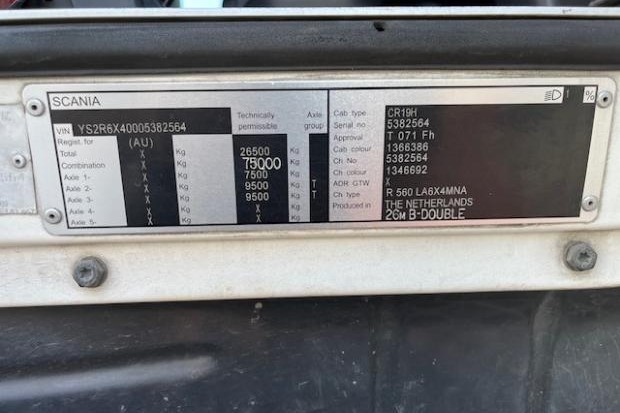 SCANIA
VIN YS2R6X40005382564
Regist. for (AU) Technically permissible Axle group
Total X Kg 26500 Kg
Combination X Kg 75000 Kg
Axle 1- X Kg 7500 Kg
Axle 2- X Kg 9500 Kg T
Axle 3- X Kg 9500 Kg T
Axle 4- X Kg X Kg
Axle 5- X Kg X Kg
%
Cab type CR19H
Serial no 5382564
Approval T 071 Fh
Cab colour 1366386
Ch No 5382564
Ch colour 1346692
ADR GTW X
Ch type R 560 LA6X4MNA
Produced in THE NETHERLANDS
26M B-DOUBLE